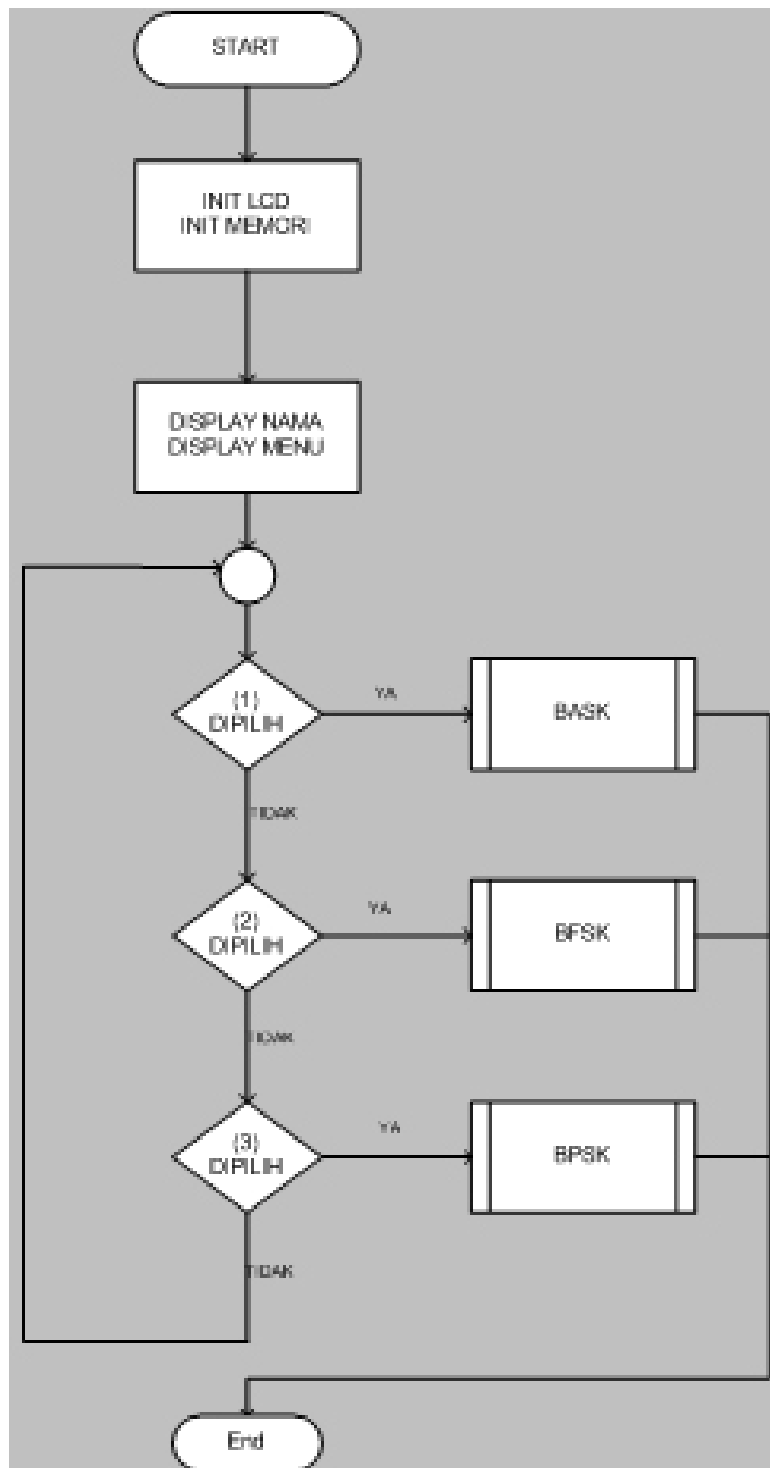 START
INIT LCD
INIT MEMORI
DISPLAY NAMA
DISPLAY MENU
(1)
DIPILIH
YA
BASK
TIDAK
(2)
DIPILIH
YA
BFSK
TIDAK
(3)
DIPILIH
YA
BPSK
TIDAK
End